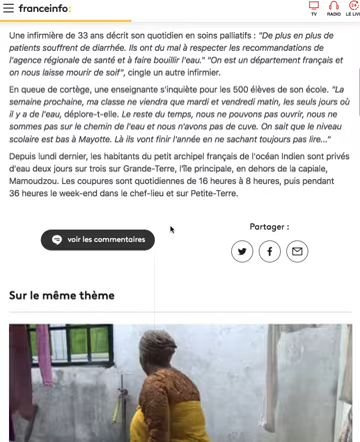 franceinfo:
TV
RADIO
LE LIV
Une infirmière de 33 ans décrit son quotidien en soins palliatifs : "De plus en plus de
patients souffrent de diarrhée. Ils ont du mal à respecter les recommandations de
l'agence régionale de santé et à faire bouillir l'eau." "On est un département français et
on nous laisse mourir de soif", cingle un autre infirmier.
En queue de cortège, une enseignante s'inquiète pour les 500 élèves de son école. "La
semaine prochaine, ma classe ne viendra que mardi et vendredi matin, les seuls jours où
il y a de l'eau, déplore-t-elle. Le reste du temps, nous ne pouvons pas ouvrir, nous ne
sommes pas sur le chemin de l'eau et nous n'avons pas de cuve. On sait que le niveau
scolaire est bas à Mayotte. Là ils vont finir l'année en ne sachant toujours pas lire..."
Depuis lundi dernier, les habitants du petit archipel français de l'océan Indien sont privés
d'eau deux jours sur trois sur Grande-Terre, l'île principale, en dehors de la capiale,
Mamoudzou. Les coupures sont quotidiennes de 16 heures à 8 heures, puis pendant
36 heures le week-end dans le chef-lieu et sur Petite-Terre.
Partager :
voir les commentaires
Sur le même thème